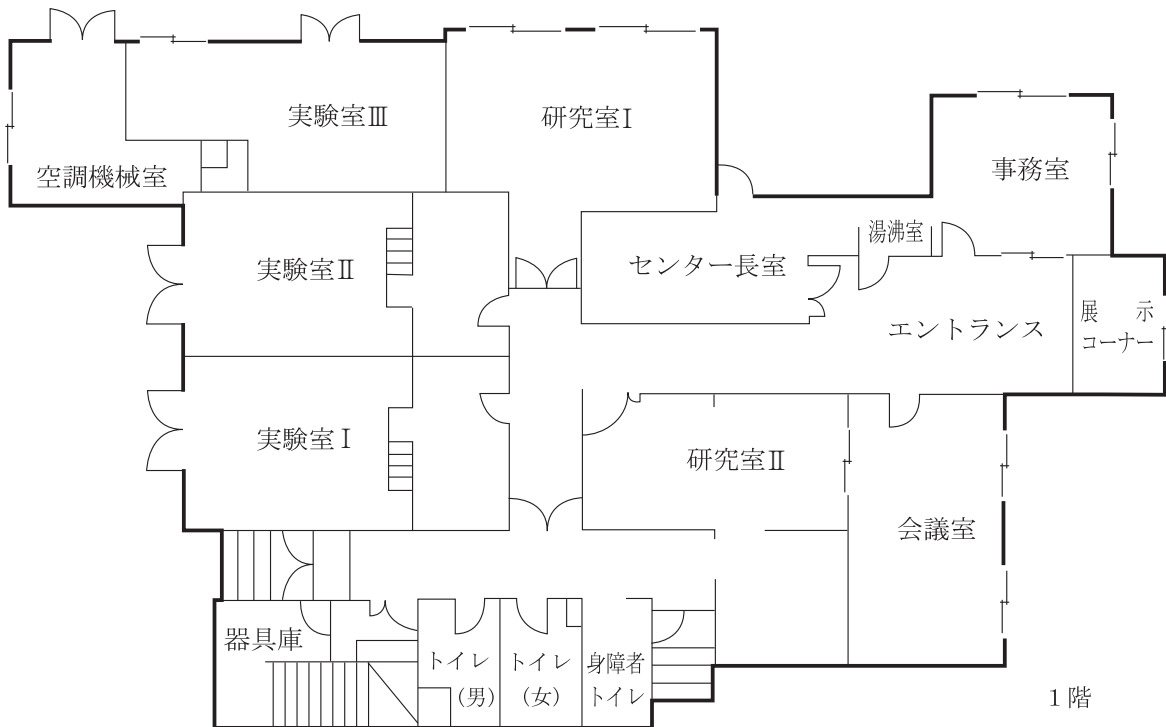 実験室Ⅲ
研究室Ⅰ
空調機械室
事務室
湯沸室
実験室Ⅱ
センター長室
エントランス
展　示
コーナー
実験室Ⅰ
研究室Ⅱ
会議室
器具庫
トイレ
(男)
トイレ
(女)
身障者
トイレ
1階